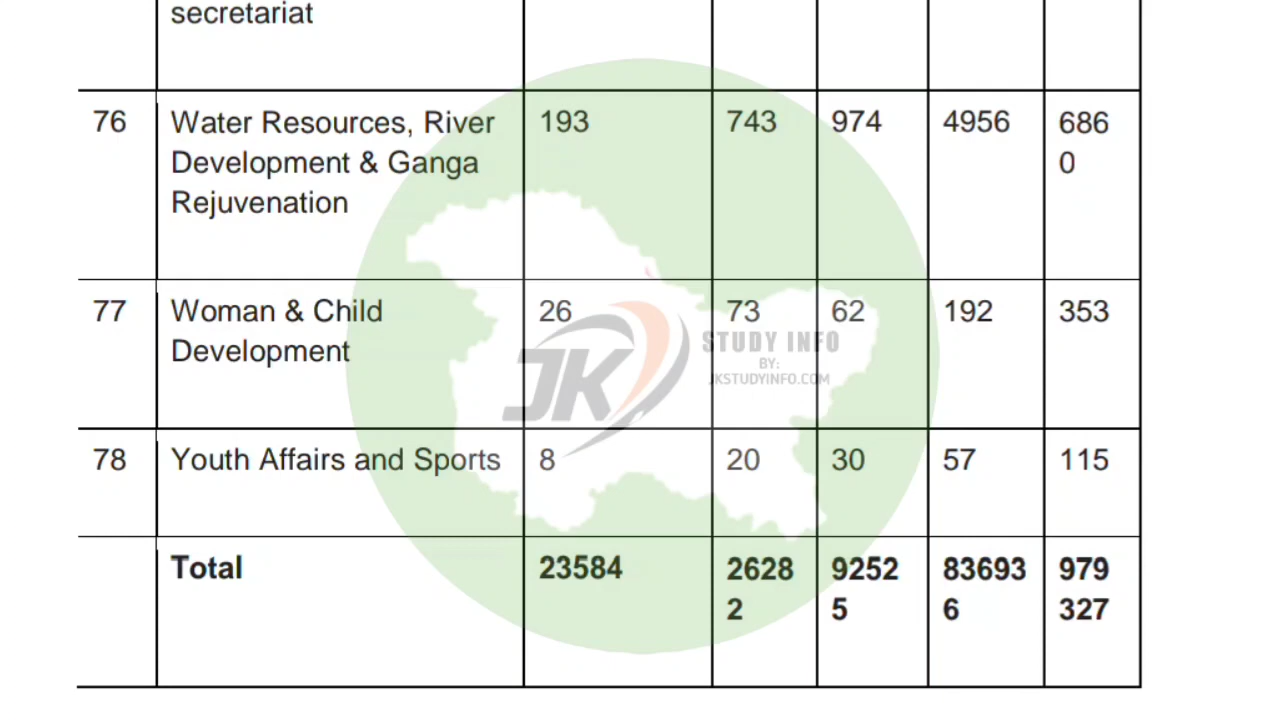 secretariat
76 Water Resources, River 193 743 974 4956 686
Development & Ganga 0
Rejuvenation
77 Woman & Child 26 73 62 192 353
Development
78 Youth Affairs and Sports 8 20 30 57 115
Total 23584 2628 9252 83693 979
2 5 6 327
JK
STUDY INFO
BY:
JKSTUDYINFO.COM